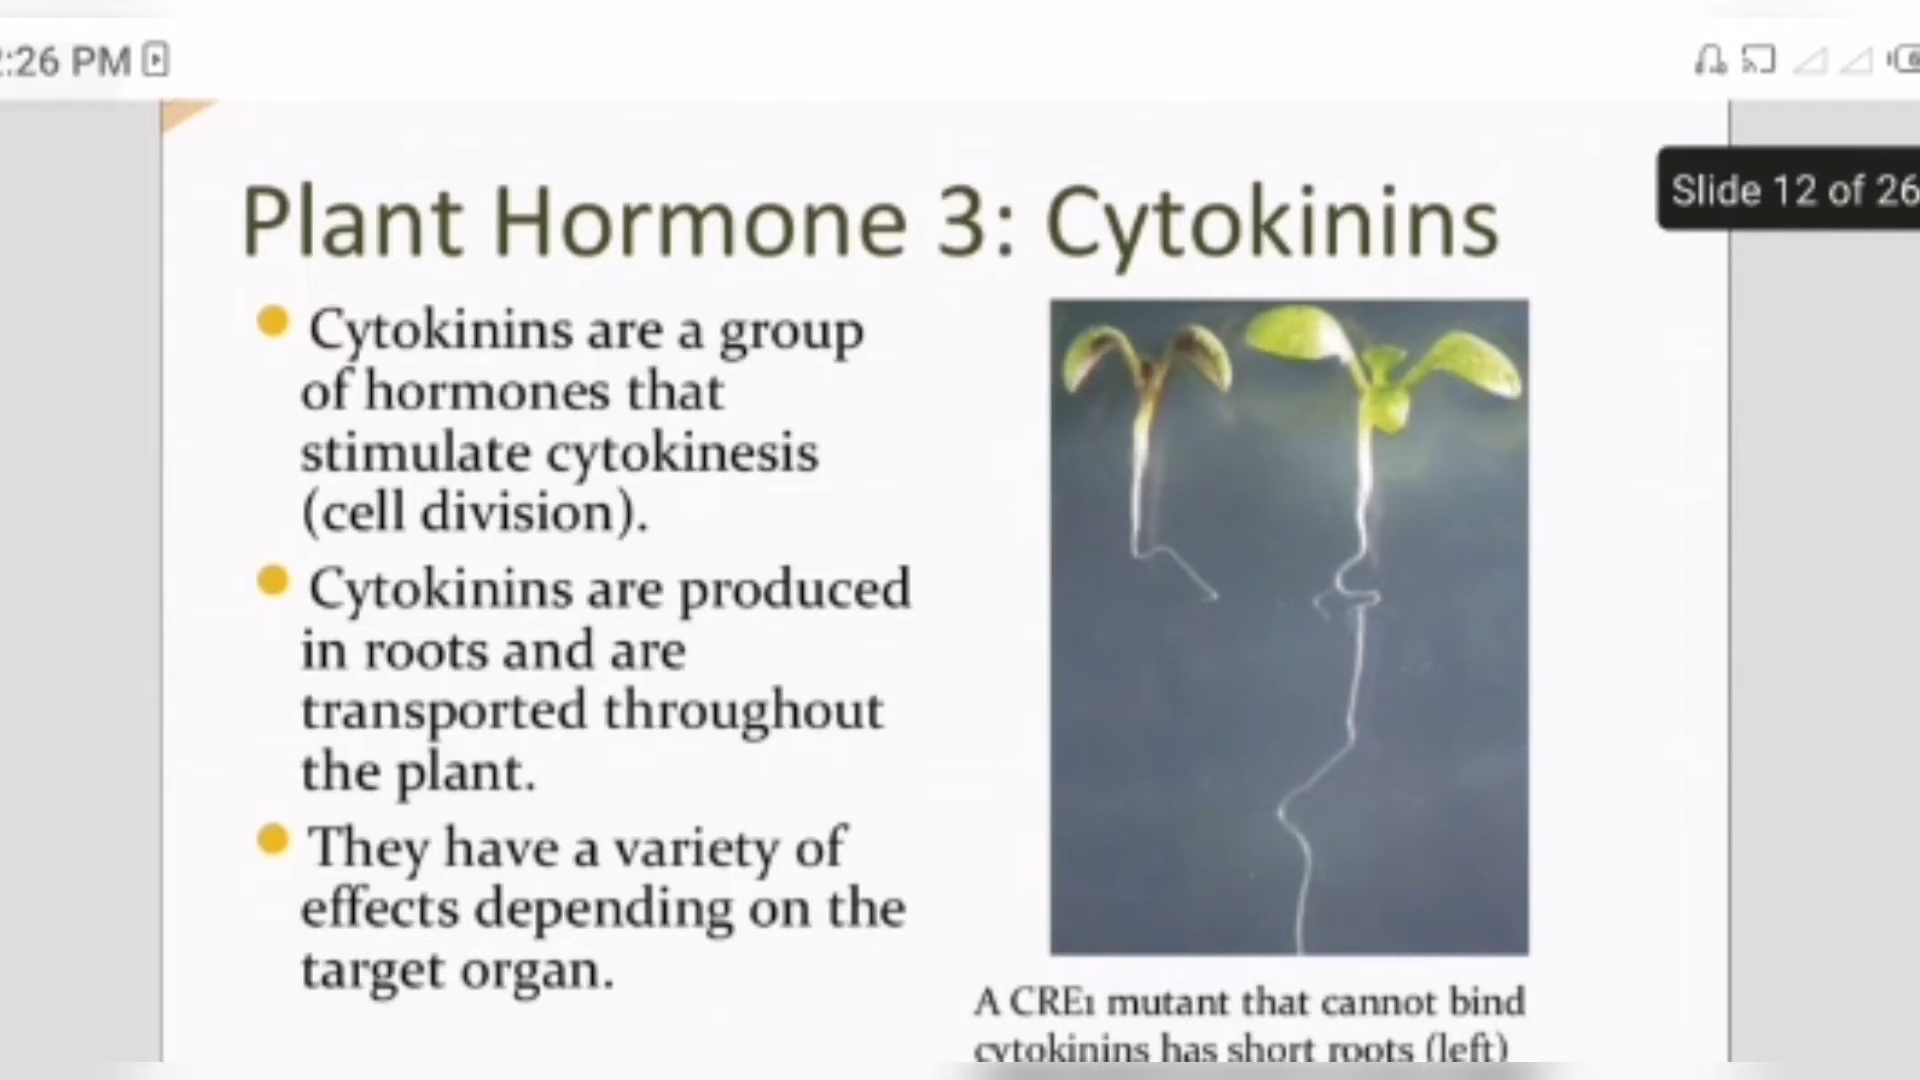 :26 PM
Slide 12 of 26
Plant Hormone 3: Cytokinins
Cytokinins are a group
of hormones that
stimulate cytokinesis
(cell division).
Cytokinins are produced
in roots and are
transported throughout
the plant.
They have a variety of
effects depending on the
target organ.
A CRE1 mutant that cannot bind
cytokinins has short roots (left)